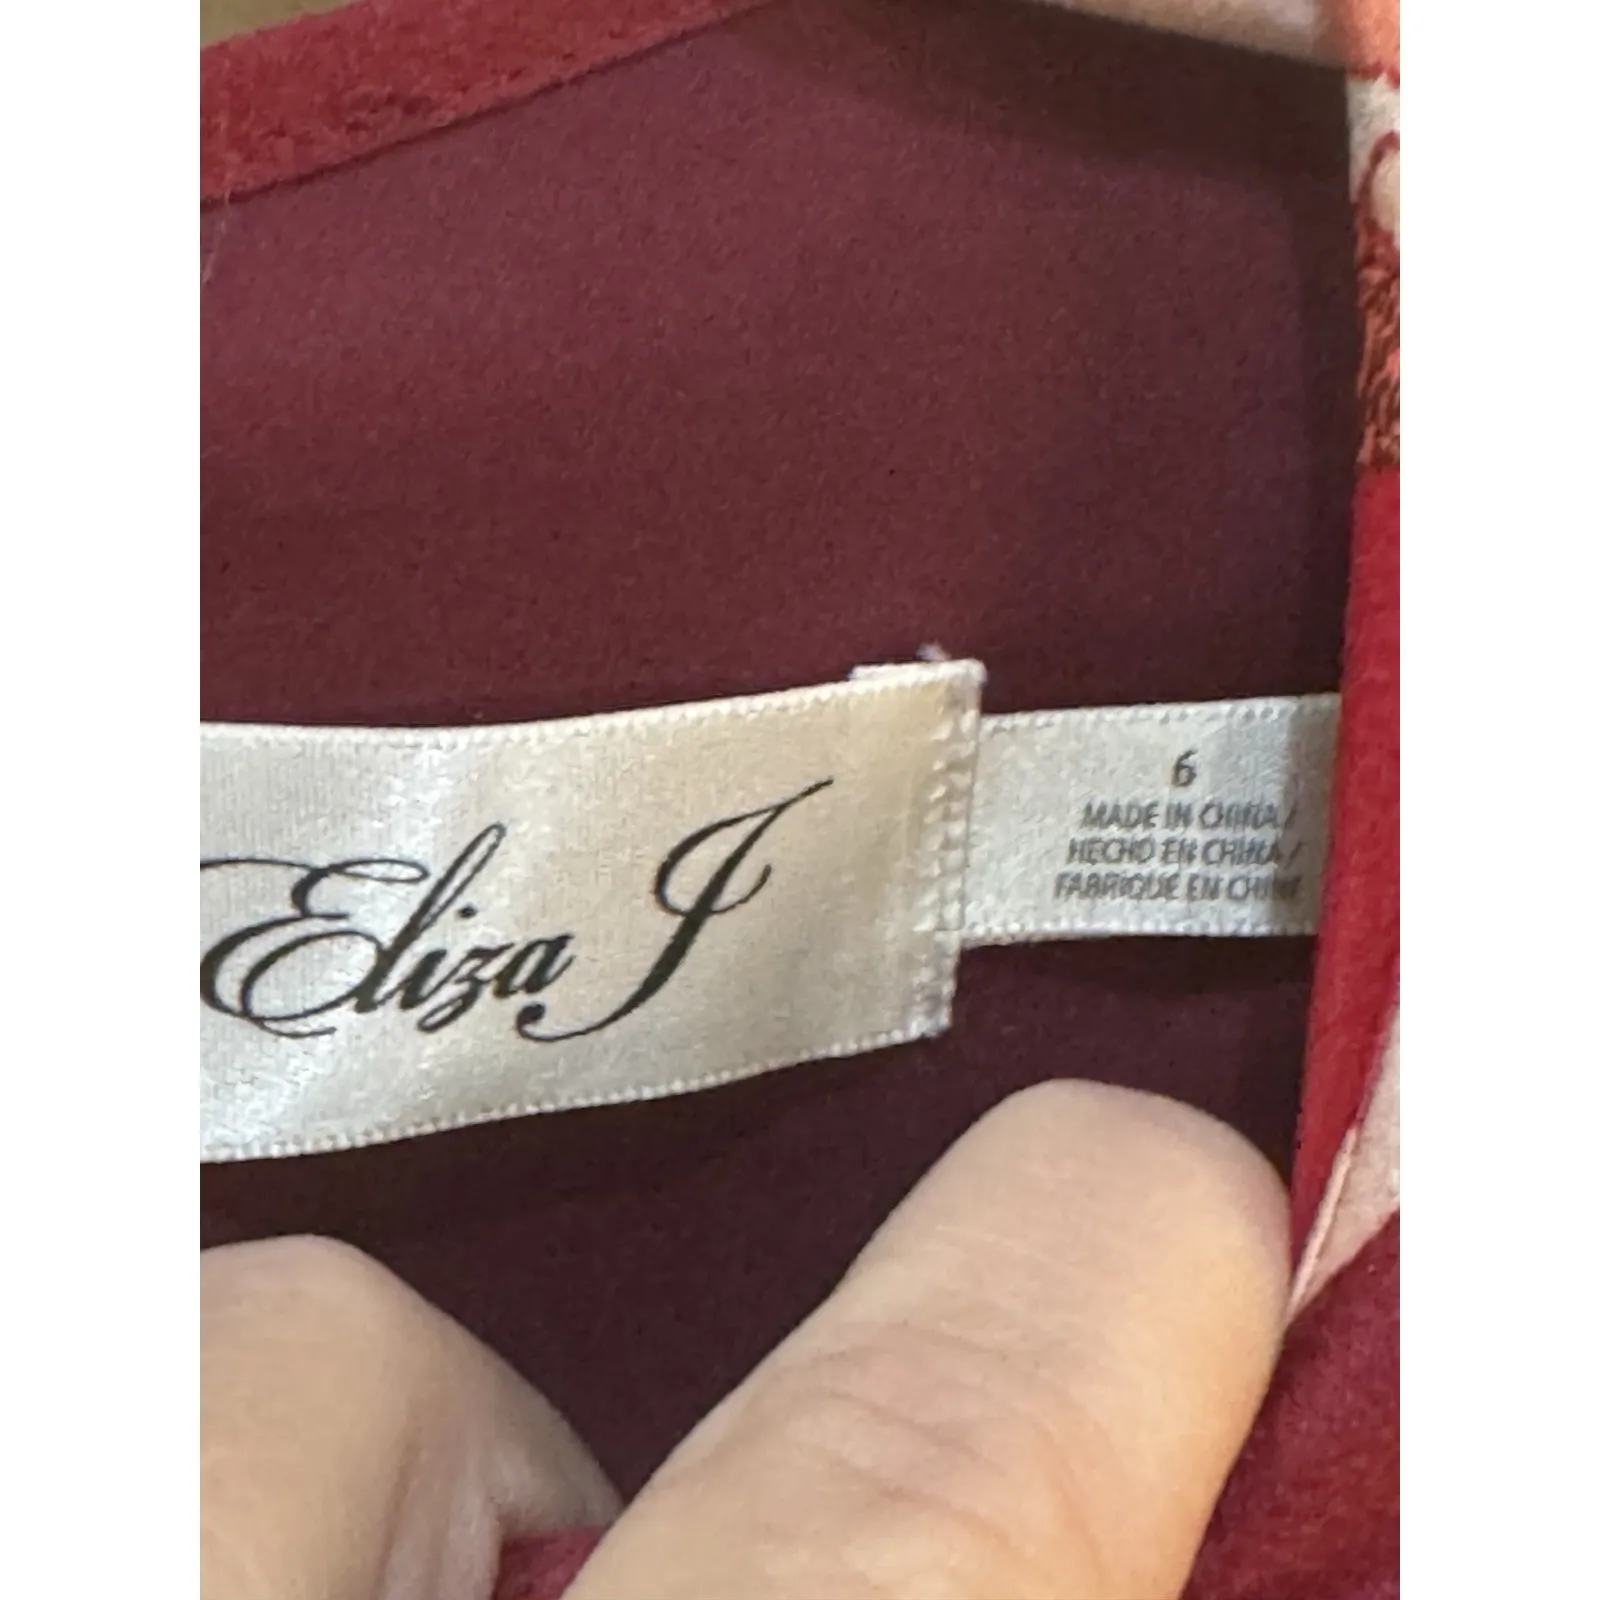 Eliza J
6
MADE IN CHINA /
HECHO EN CHINA /
FABRIQUE EN CHINE